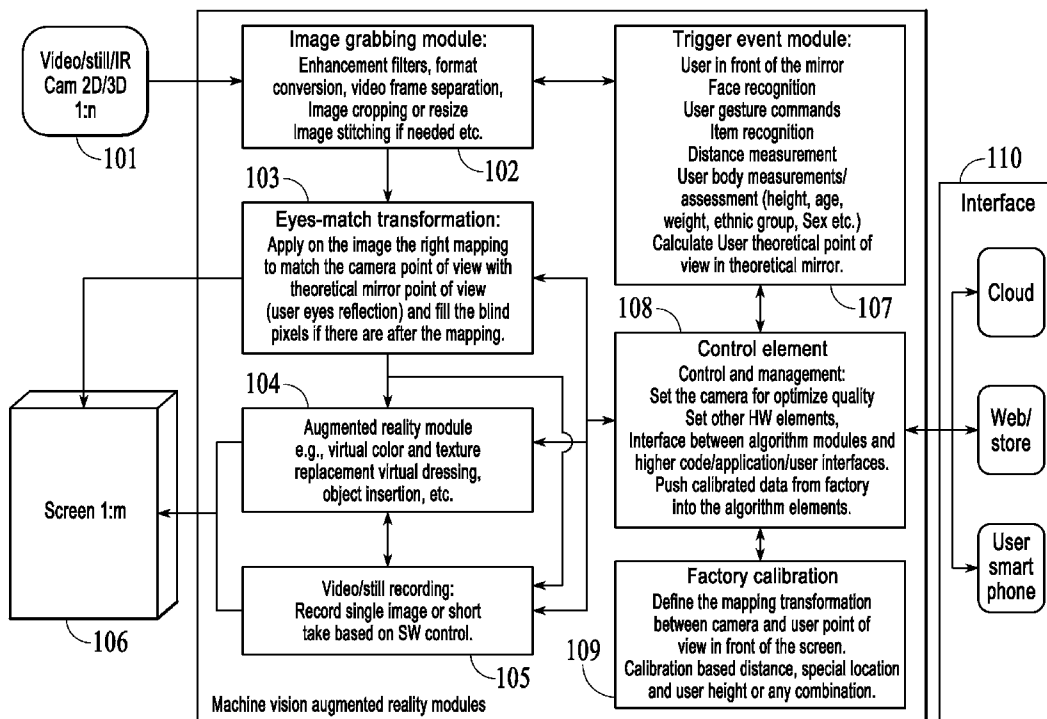 Video/still/IR
Cam 2D/3D
1:n
101
Image grabbing module:
Enhancement filters, format
conversion, video frame separation,
Image cropping or resize
Image stitching if needed etc.
102
103
Eyes-match transformation:
Apply on the image the right mapping
to match the camera point of view with
theoretical mirror point of view
(user eyes reflection) and fill the blind
pixels if there are after the mapping.
104
Augmented reality module
e.g., virtual color and texture
replacement virtual dressing,
object insertion, etc.
Video/still recording:
Record single image or short
take based on SW control.
105
Screen 1:m
106
Machine vision augmented reality modules
Trigger event module:
User in front of the mirror
Face recognition
User gesture commands
Item recognition
Distance measurement
User body measurements/
assessment (height, age,
weight, ethnic group, Sex etc.)
Calculate User theoretical point of
view in theoretical mirror.
107
108
Control element
Control and management:
Set the camera for optimize quality
Set other HW elements,
Interface between algorithm modules and
higher code/application/user interfaces.
Push calibrated data from factory
into the algorithm elements.
Factory calibration
Define the mapping transformation
between camera and user point of
view in front of the screen.
Calibration based distance, special location
and user height or any combination.
109
110
Interface
Cloud
Web/
store
User
smart
phone